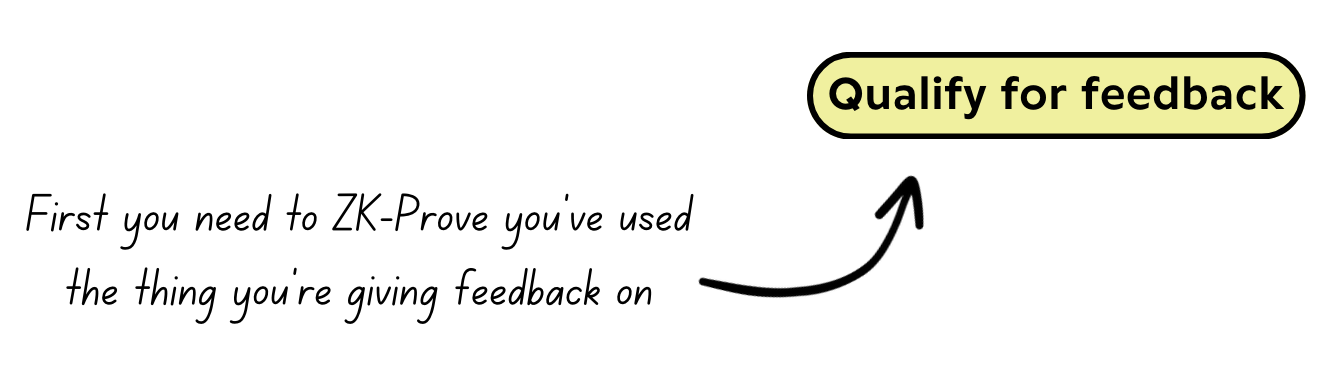 Qualify for feedback
First you need to ZK-Prove you've used
the thing you're giving feedback on